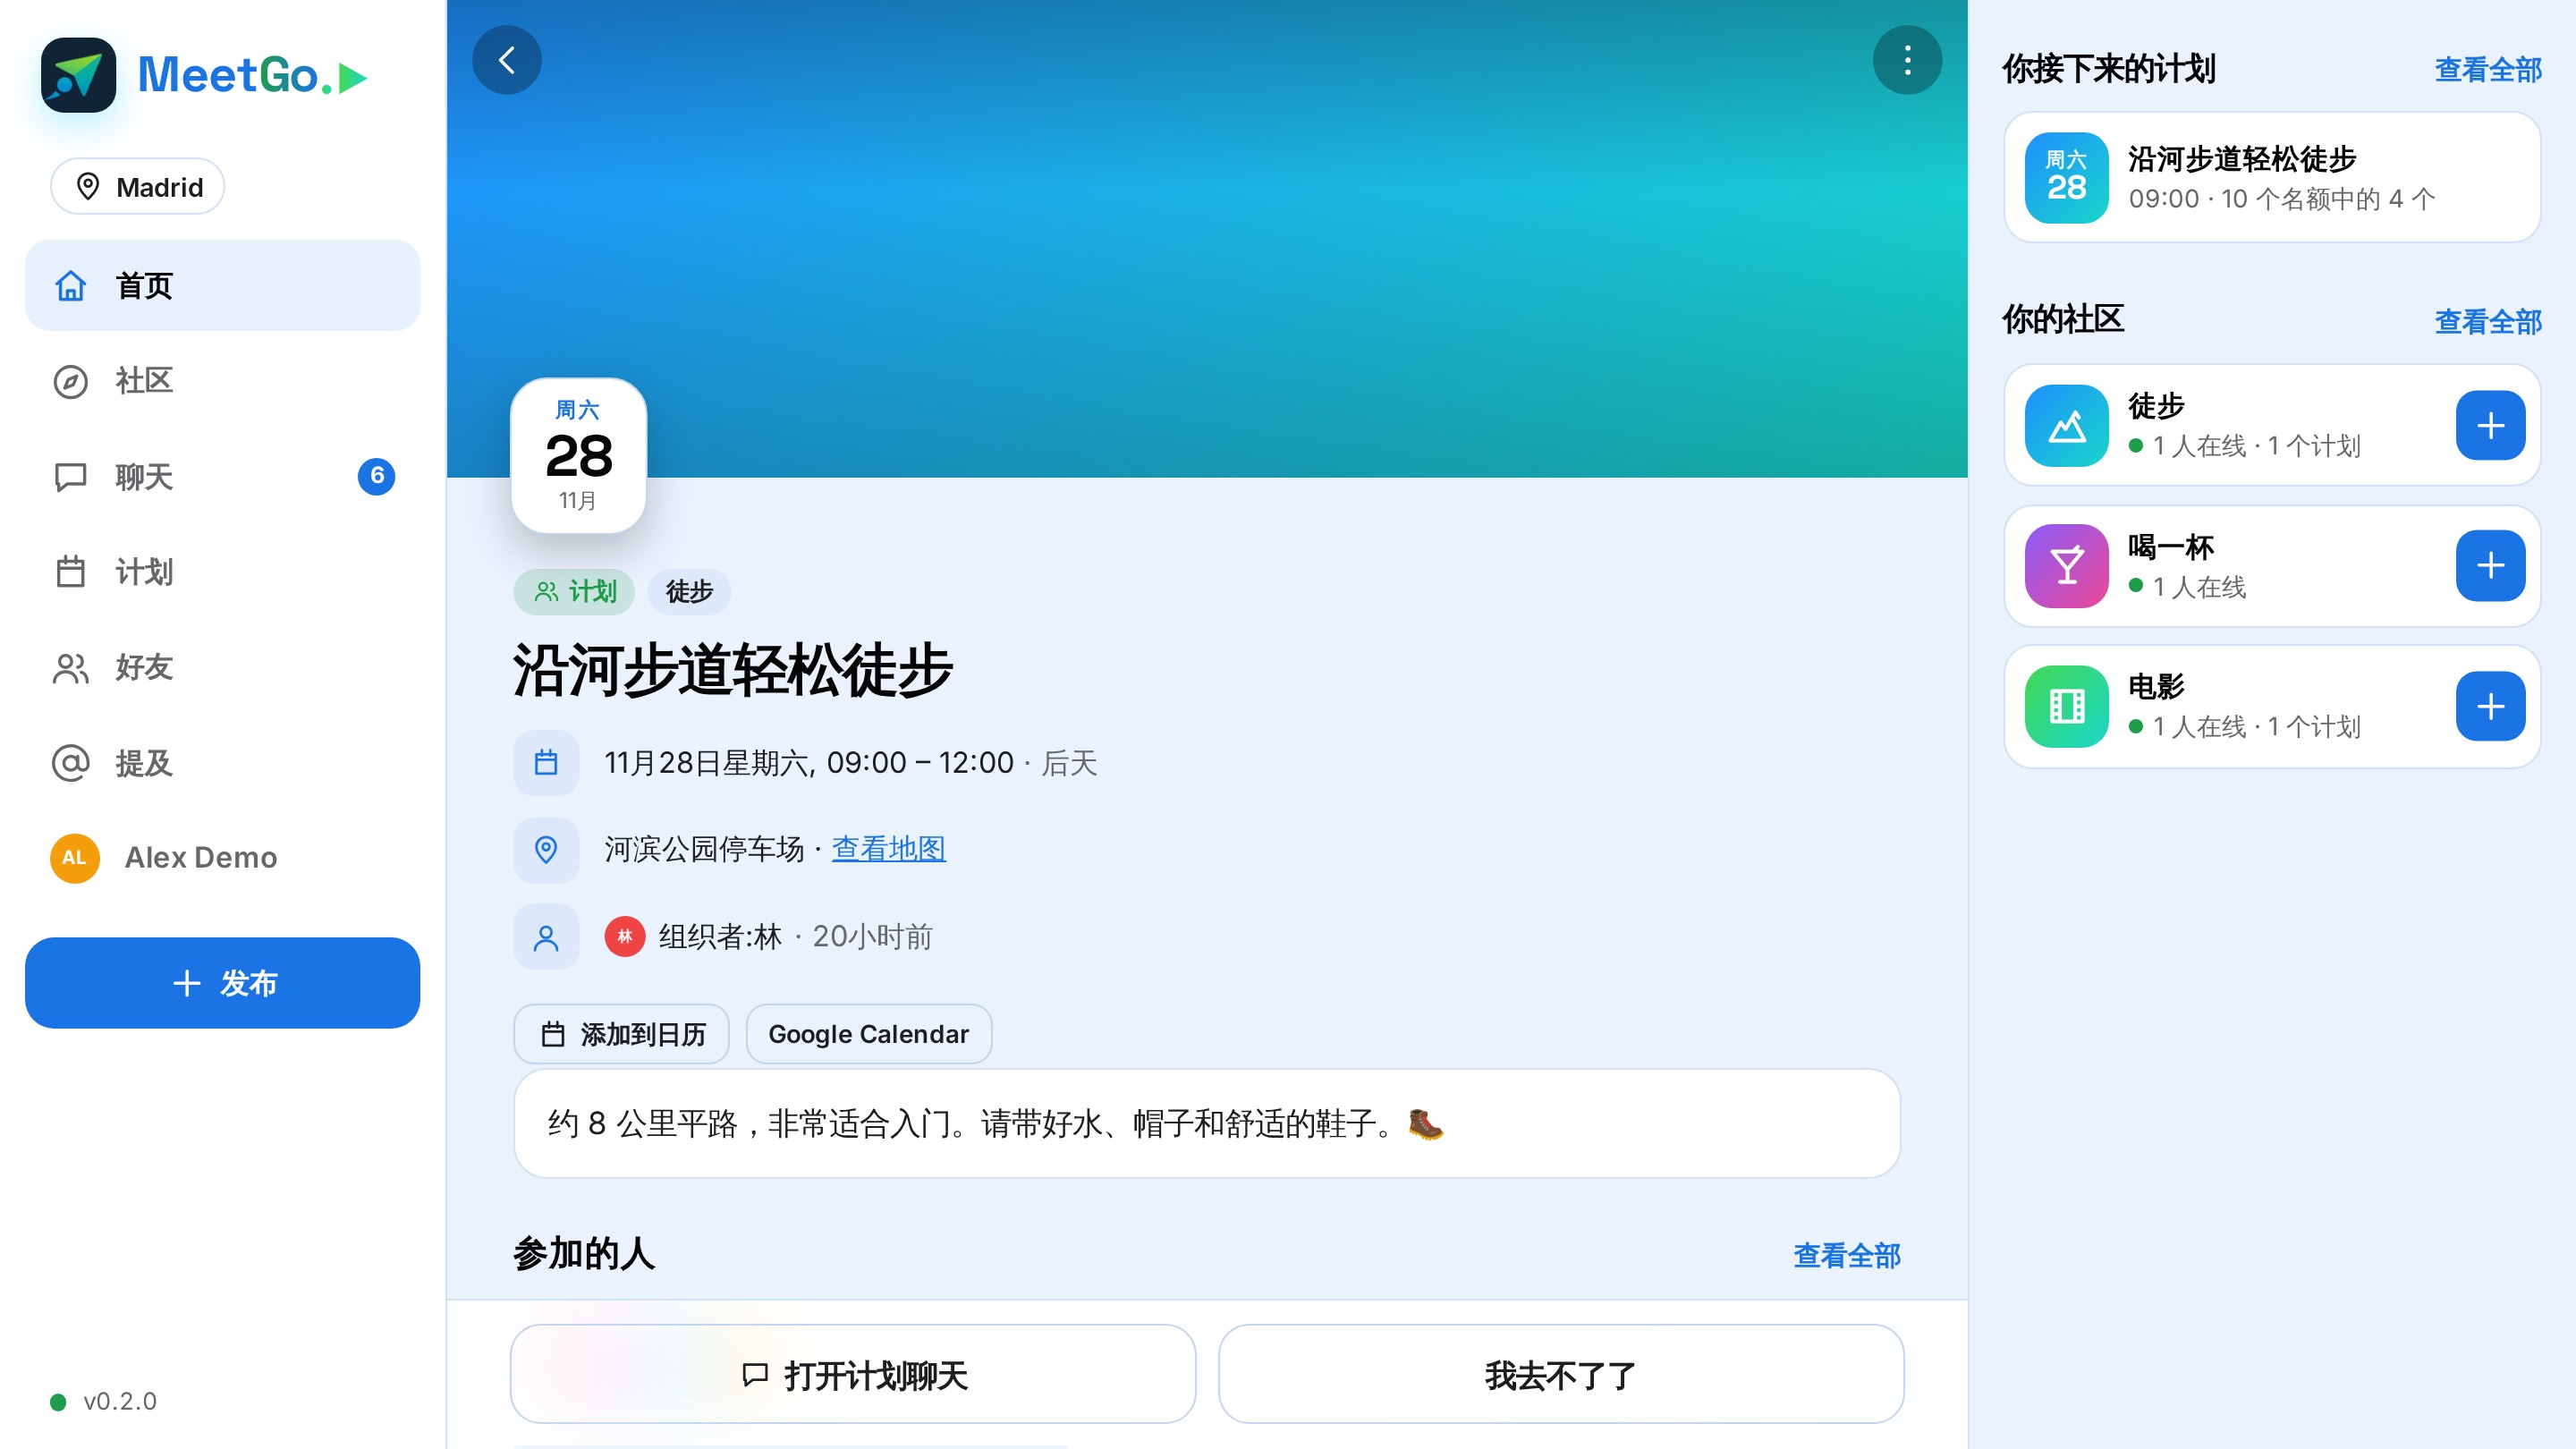 MeetGo.
Madrid
首页
社区
聊天
6
计划
好友
提及
AL
Alex Demo
发布
v0.2.0
周六
28
11月
计划
徒步
沿河步道轻松徒步
11月28日星期六, 09:00 – 12:00 · 后天
河滨公园停车场 · 查看地图
林
组织者:林 · 20小时前
添加到日历
Google Calendar
约 8 公里平路，非常适合入门。请带好水、帽子和舒适的鞋子。🥾
参加的人
查看全部
打开计划聊天
我去不了了
你接下来的计划
查看全部
周六
28
沿河步道轻松徒步
09:00 · 10 个名额中的 4 个
你的社区
查看全部
徒步
1 人在线 · 1 个计划
喝一杯
1 人在线
电影
1 人在线 · 1 个计划